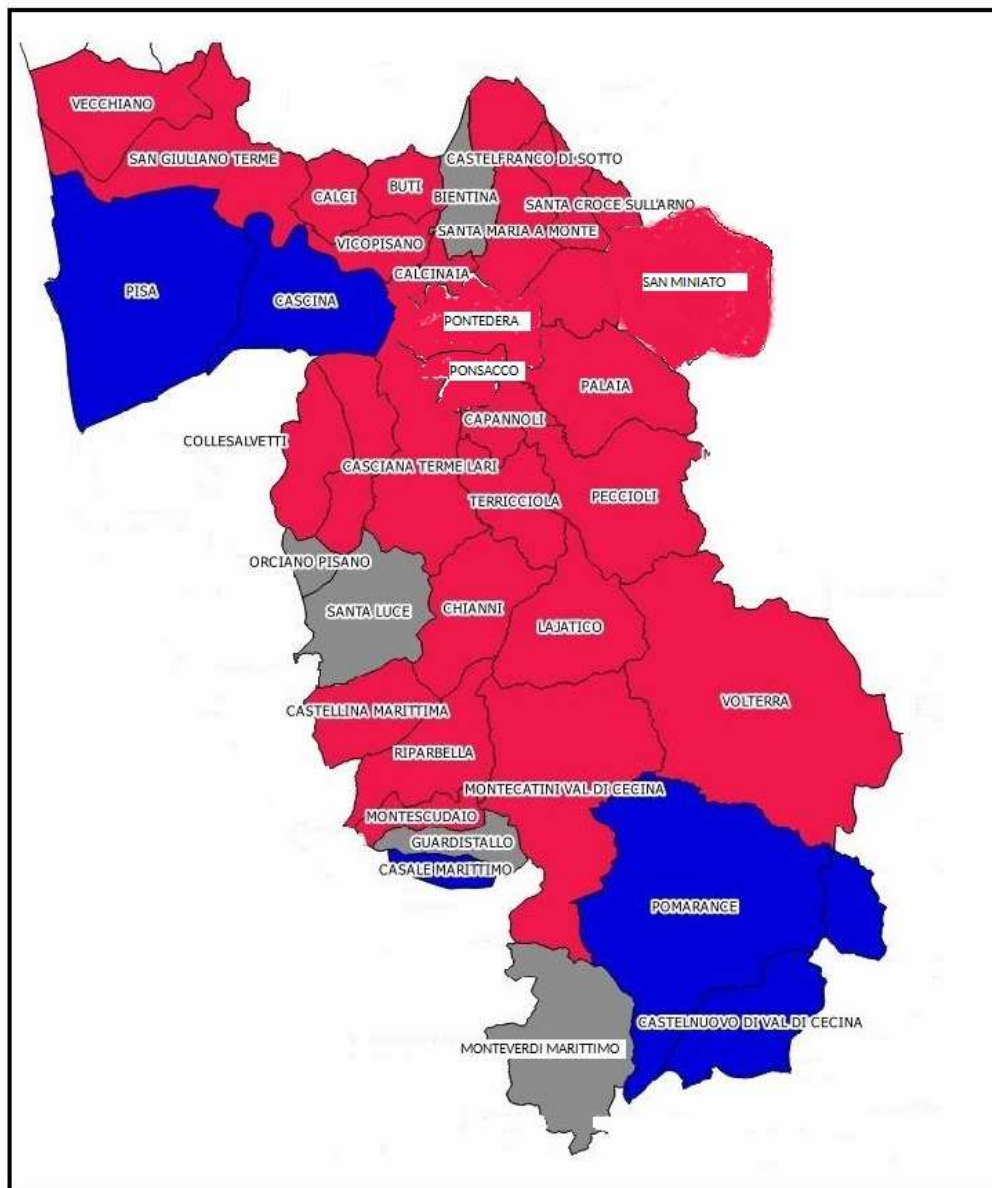 VECCHIANO
SAN GIULIANO TERME
CASTELFRANCO DI SOTTO
BUTI
CALCI
BIENTINA
SANTA CROCE SULL'ARNO
SANTA MARIA A MONTE
VICOPISANO
CALCINAIA
SAN MINIATO
PISA
CASCINA
PONTEDERA
PONSACCO
PALAIA
CAPANNOLI
COLLESALVETTI
CASCIANA TERME LARI
PECCIOLI
TERRICCIOLA
ORCIANO PISANO
SANTA LUCE
CHIANNI
LAJATICO
VOLTERRA
CASTELLINA MARITTIMA
RIPARBELLA
MONTECATINI VAL DI CECINA
MONTESCUDAIO
GUARDISTALLO
CASALE MARITTIMO
POMARANCE
CASTELNUOVO DI VAL DI CECINA
MONTEVERDI MARITTIMO